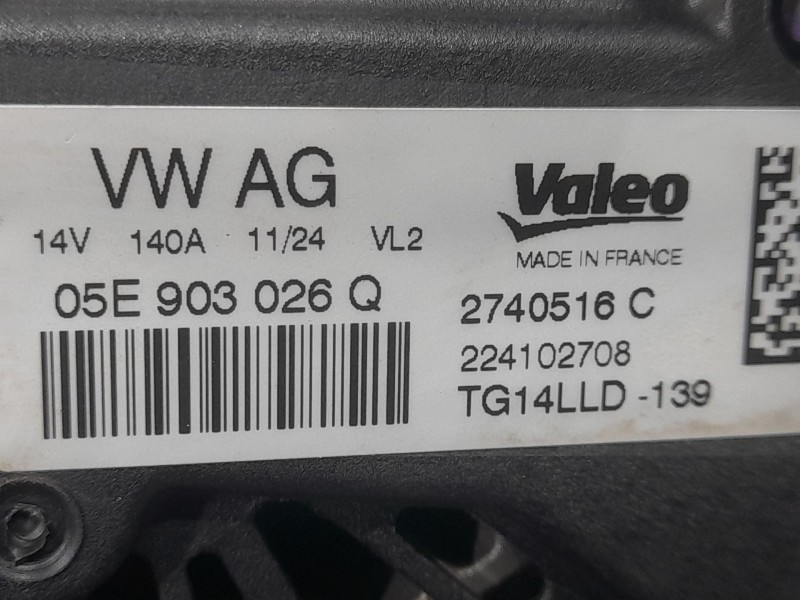 VW AG
14V 140A 11/24 VL2
05E 903 026 Q
Valeo
MADE IN FRANCE
2740516 C
224102708
TG14LLD -139